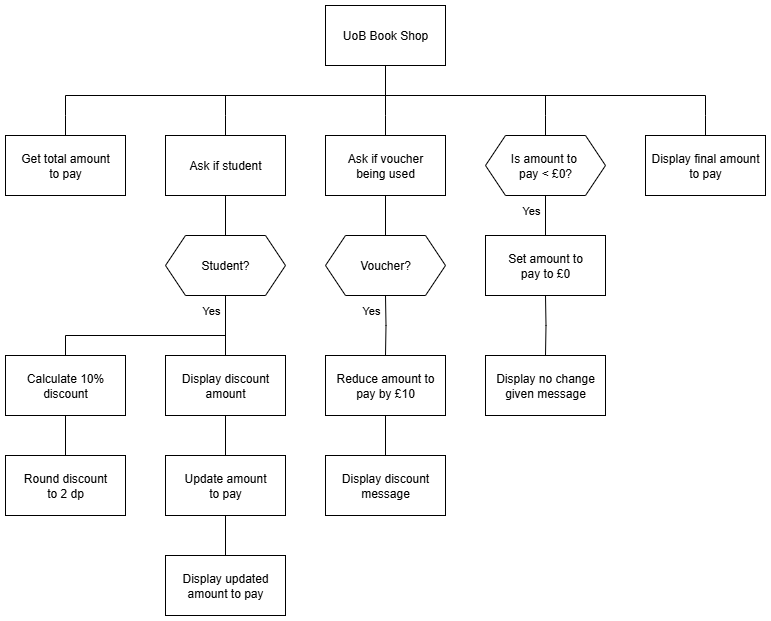 UoB Book Shop
Get total amount
to pay
Ask if student
Ask if voucher
being used
Is amount to
pay < £0?
Display final amount
to pay
Yes
Student?
Voucher?
Set amount to
pay to £0
Yes
Yes
Calculate 10%
discount
Display discount
amount
Reduce amount to
pay by £10
Display no change
given message
Round discount
to 2 dp
Update amount
to pay
Display discount
message
Display updated
amount to pay